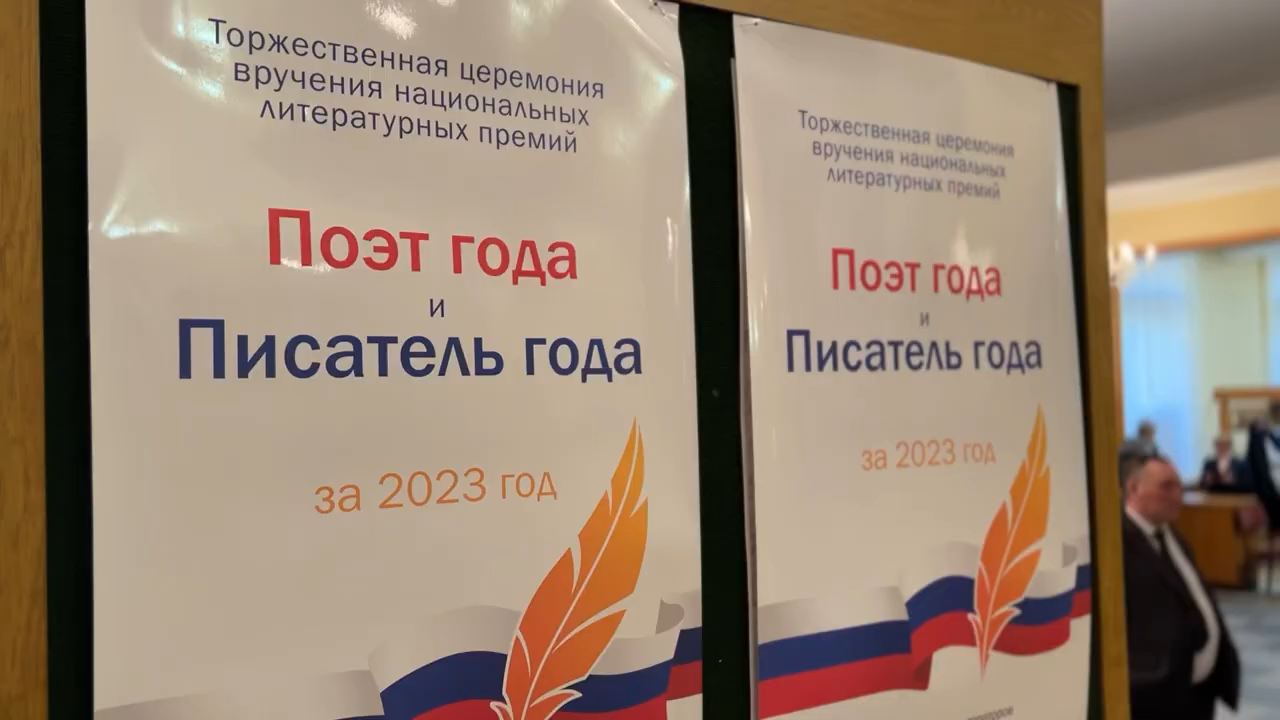 Торжественная церемония
вручения национальных
литературных премий
Поэт года
и
Писатель года
за 2023 год
Торжественная церемония
вручения национальных
литературных премий
Поэт года
и
Писатель года
за 2023 год